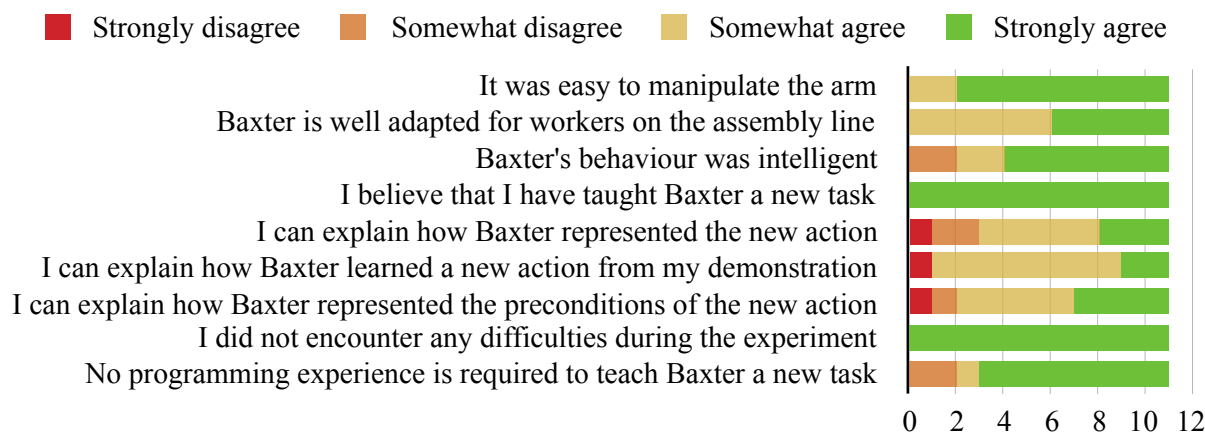 Strongly disagree Somewhat disagree Somewhat agree Strongly agree
It was easy to manipulate the arm
Baxter is well adapted for workers on the assembly line
Baxter's behaviour was intelligent
I believe that I have taught Baxter a new task
I can explain how Baxter represented the new action
I can explain how Baxter learned a new action from my demonstration
I can explain how Baxter represented the preconditions of the new action
I did not encounter any difficulties during the experiment
No programming experience is required to teach Baxter a new task
0 2 4 6 8 10 12